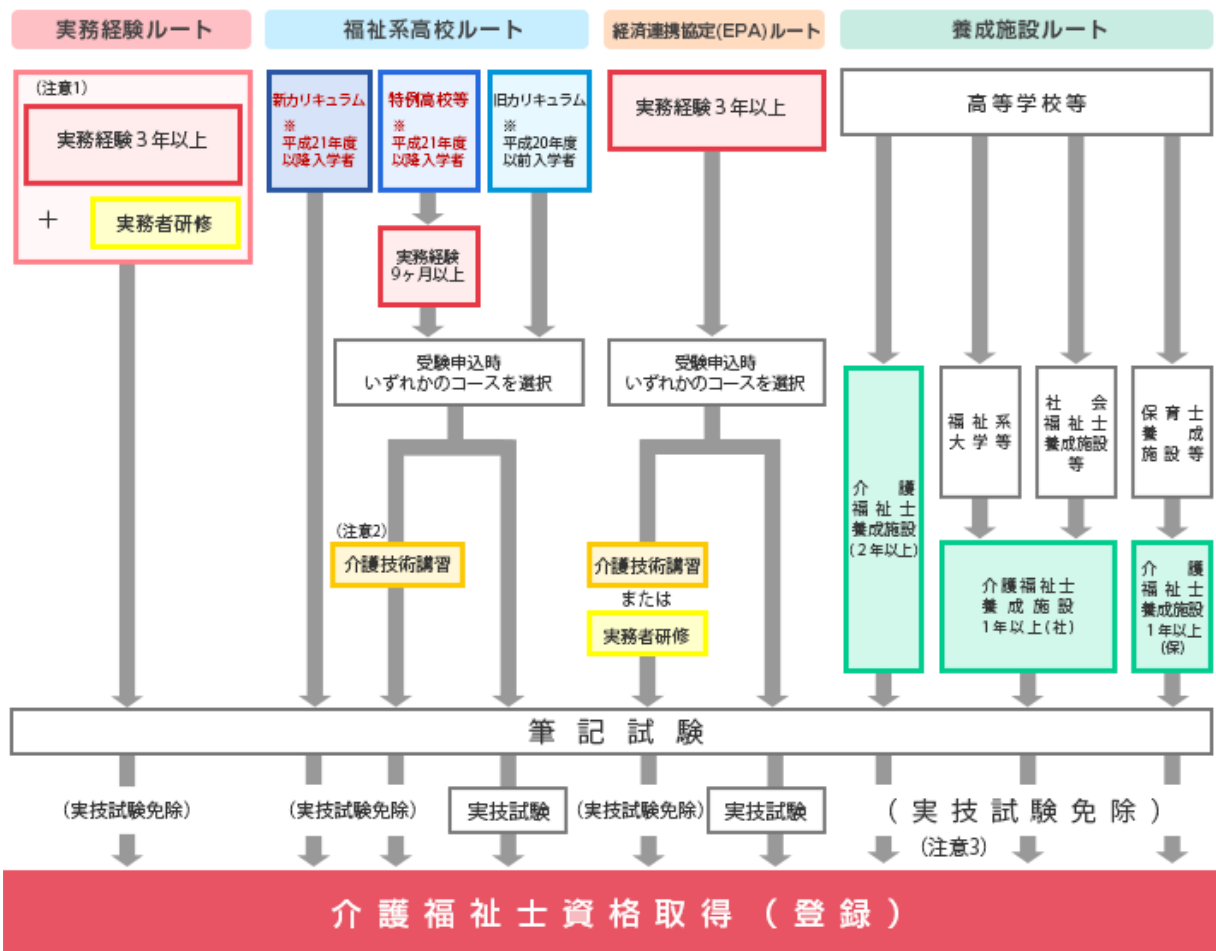 実務経験ルート
福祉系高校ルート
経済連携協定(EPA)ルート
養成施設ルート
(注意1)
実務経験3年以上
+
実務者研修
新カリキュラム
※
平成21年度
以降入学者
特例高校等
※
平成21年度
以降入学者
旧カリキュラム
※
平成20年度
以前入学者
実務経験
9ヶ月以上
受験申込時
いずれかのコースを選択
(注意2)
介護技術講習
実務経験3年以上
受験申込時
いずれかのコースを選択
介護技術講習
または
実務者研修
高等学校等
介護
福祉士
養成施設
(2年以上)
福祉系
大学等
社会
福祉士
養成施設
等
保育士
養成
施設等
介護福祉士
養成施設
1年以上(社)
介護
福祉士
養成施設
1年以上
(保)
筆記試験
(実技試験免除)
(実技試験免除)
実技試験
(実技試験免除)
実技試験
(実技試験免除)
(注意3)
介護福祉士資格取得(登録)